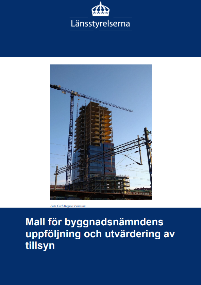 Länsstyrelserna
Mall för byggnadsnämndens
uppföljning och utvärdering av
tillsyn